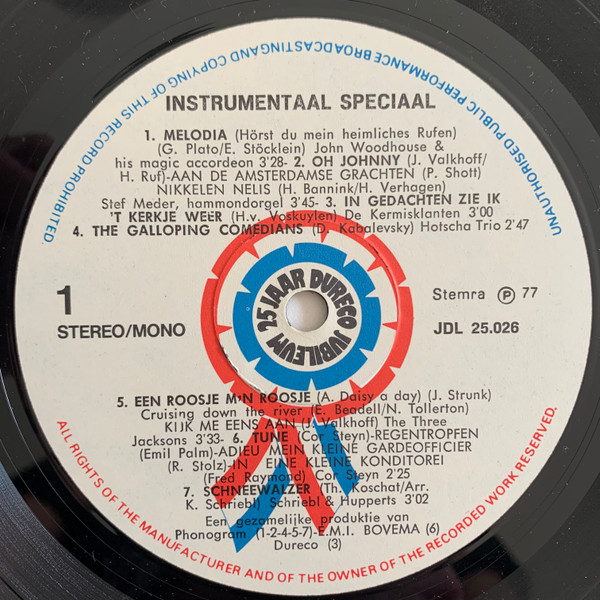 UNAUTHORISED PUBLIC PERFORMANCE BROADCASTING AND COPYING OF THIS RECORD PROHIBITED.
INSTRUMENTAAL SPECIAAL
1. MELODIA (Hörst du mein heimliches Rufen)
(G. Plato/E. Stöcklein) John Woodhouse &
his magic accordeon 3'28- 2. OH JOHNNY (J. Valkhoff/
H. Ruf)-AAN DE AMSTERDAMSE GRACHTEN (P. Shott)
NIKKELEN NELIS (H. Bannink/H. Verhagen)
Stef Meder, hammondorgel 3'45- 3. IN GEDACHTEN ZIE IK
'T KERKJE WEER (H.v. Voskuylen) De Kermisklanten 3'00
4. THE GALLOPING COMEDIANS (D. Kabalevsky) Hotscha Trio 2'47
1
STEREO/MONO
25 JAAR DURECO JUBILEUM
Stemra Ⓟ 77
JDL 25.026
5. EEN ROOSJE M'N ROOSJE (A. Daisy a day) (J. Strunk)
Cruising down the river (E. Beadell/N. Tollerton)
KIJK ME EENS AAN (J. Valkhoff) The Three
Jacksons 3'33- 6. TUNE (Cor Steyn)-REGENTROPFEN
(Emil Palm)-ADIEU MEIN KLEINE GARDEOFFICIER
(R. Stolz)-IN EINE KLEINE KONDITOREI
(Fred Raymond) Cor Steyn 2'25
7. SCHNEEWALZER (Th. Koschat/Arr.
K. Schriebl) Schriebl & Hupperts 3'02
Een gezamelijke produktie van
Phonogram (1-2-4-5-7)-E.M.I. BOVEMA (6)
Dureco (3)
ALL RIGHTS OF THE MANUFACTURER AND OF THE OWNER OF THE RECORDED WORK RESERVED.